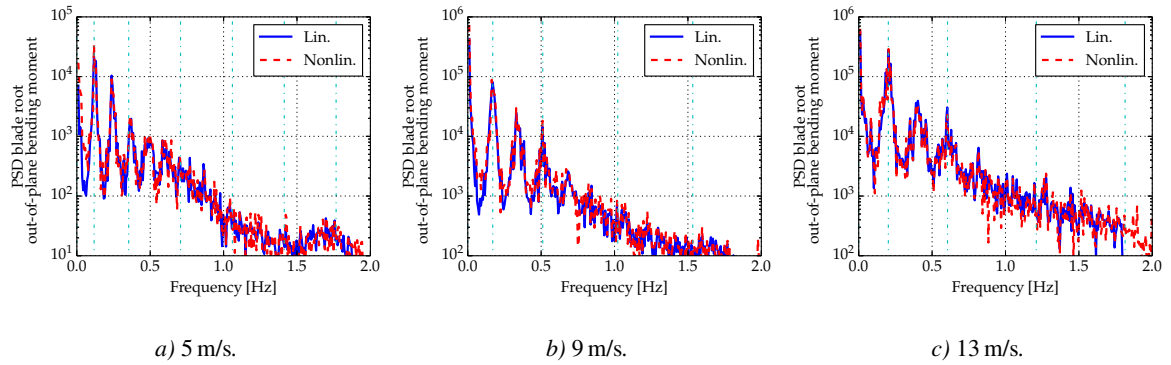 PSD blade root
out-of-plane bending moment
10^5
10^4
10^3
10^2
10^1
0.0 0.5 1.0 1.5 2.0
Frequency [Hz]
Lin.
Nonlin.
a) 5 m/s.
PSD blade root
out-of-plane bending moment
10^6
10^5
10^4
10^3
10^2
0.0 0.5 1.0 1.5 2.0
Frequency [Hz]
Lin.
Nonlin.
b) 9 m/s.
PSD blade root
out-of-plane bending moment
10^6
10^5
10^4
10^3
10^2
0.0 0.5 1.0 1.5 2.0
Frequency [Hz]
Lin.
Nonlin.
c) 13 m/s.